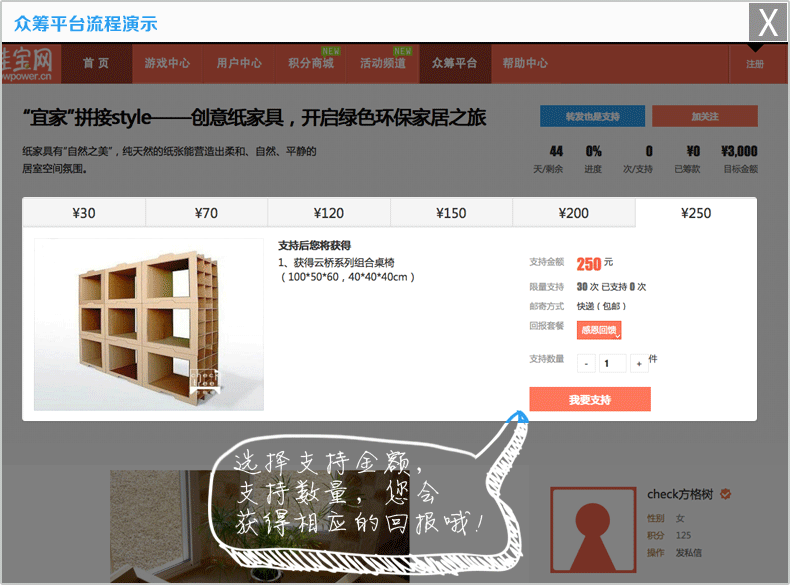 众筹平台流程演示
X
宝网
wpower.cn
首 页
游戏中心
用户中心
积分商城
NEW
活动频道
NEW
众筹平台
帮助中心
注册
“宜家”拼接style——创意纸家具，开启绿色环保家居之旅
转发也是支持
加关注
纸家具有“自然之美”，纯天然的纸张能营造出柔和、自然、平静的
居室空间氛围。
44 0% 0 ¥0 ¥3,000
天/剩余 进度 次/支持 已筹款 目标金额
¥30 ¥70 ¥120 ¥150 ¥200 ¥250
支持后您将获得
1、获得云桥系列组合桌椅
（100*50*60，40*40*40cm）
支持金额 250 元
限量支持 30 次 已支持 0 次
邮寄方式 快递（包邮）
回报套餐 感恩回馈
支持数量 - 1 + 件
我要支持
选择支持金额，
支持数量，您会
获得相应的回报哦！
check方格树
性别 女
积分 125
操作 发私信